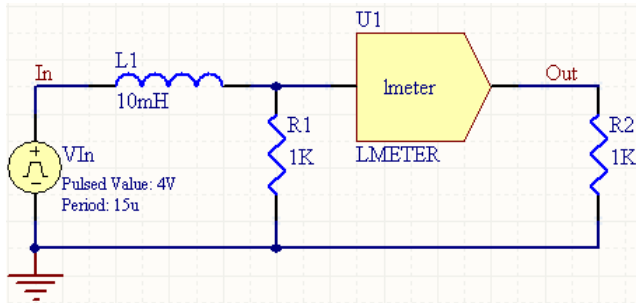 U1
L1
In
Out
10mH
lmeter
R1
R2
VIn
1K
LMETER
1K
Pulsed Value: 4V
Period: 15u